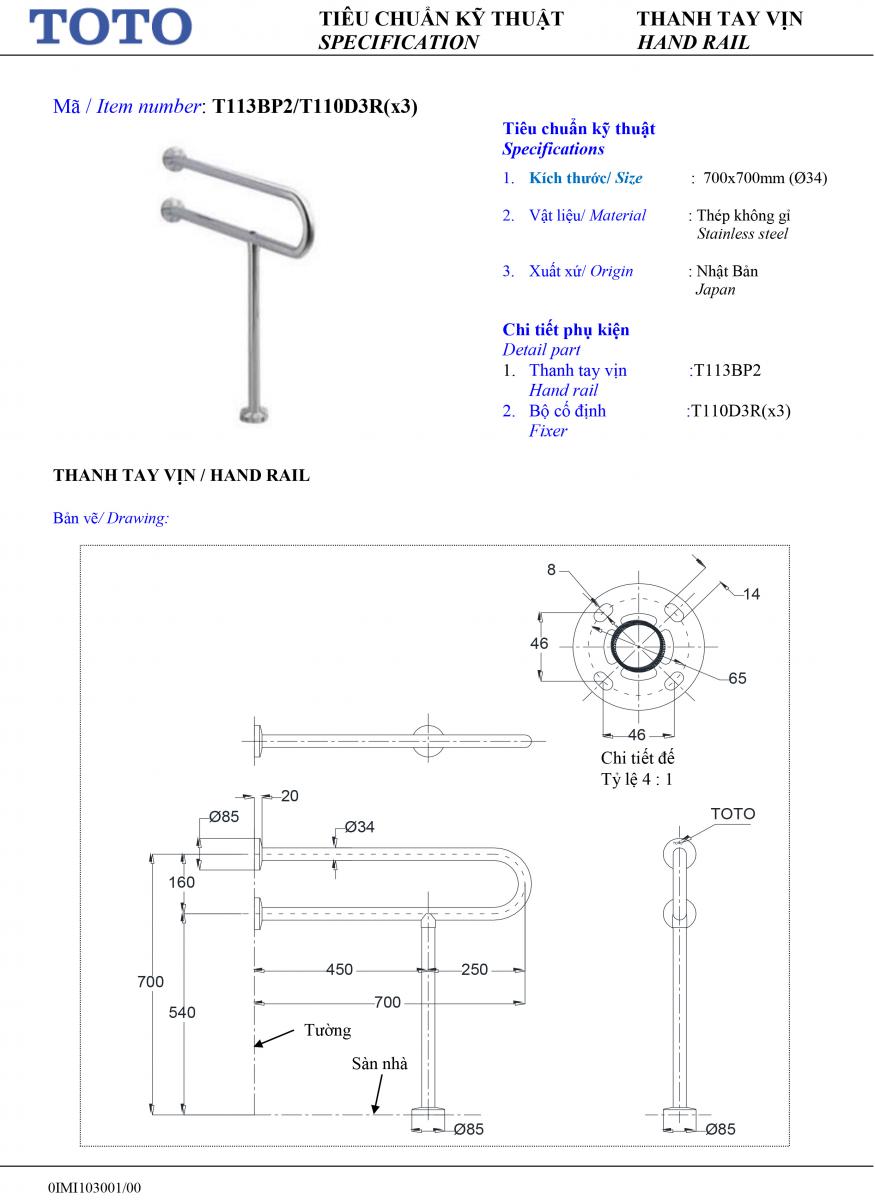 TOTO
TIÊU CHUẨN KỸ THUẬT
SPECIFICATION
THANH TAY VỊN
HAND RAIL
Mã / Item number: T113BP2/T110D3R(x3)
Tiêu chuẩn kỹ thuật
Specifications
1. Kích thước/ Size : 700x700mm (Ø34)
2. Vật liệu/ Material : Thép không gỉ
Stainless steel
3. Xuất xứ/ Origin : Nhật Bản
Japan
Chi tiết phụ kiện
Detail part
1. Thanh tay vịn :T113BP2
Hand rail
2. Bộ cố định :T110D3R(x3)
Fixer
THANH TAY VỊN / HAND RAIL
Bản vẽ/ Drawing:
8
14
46
65
46
Chi tiết đế
Tỷ lệ 4 : 1
20
Ø85
Ø34
TOTO
160
450
250
700
540
700
Tường
Sàn nhà
Ø85
Ø85
0IMI103001/00